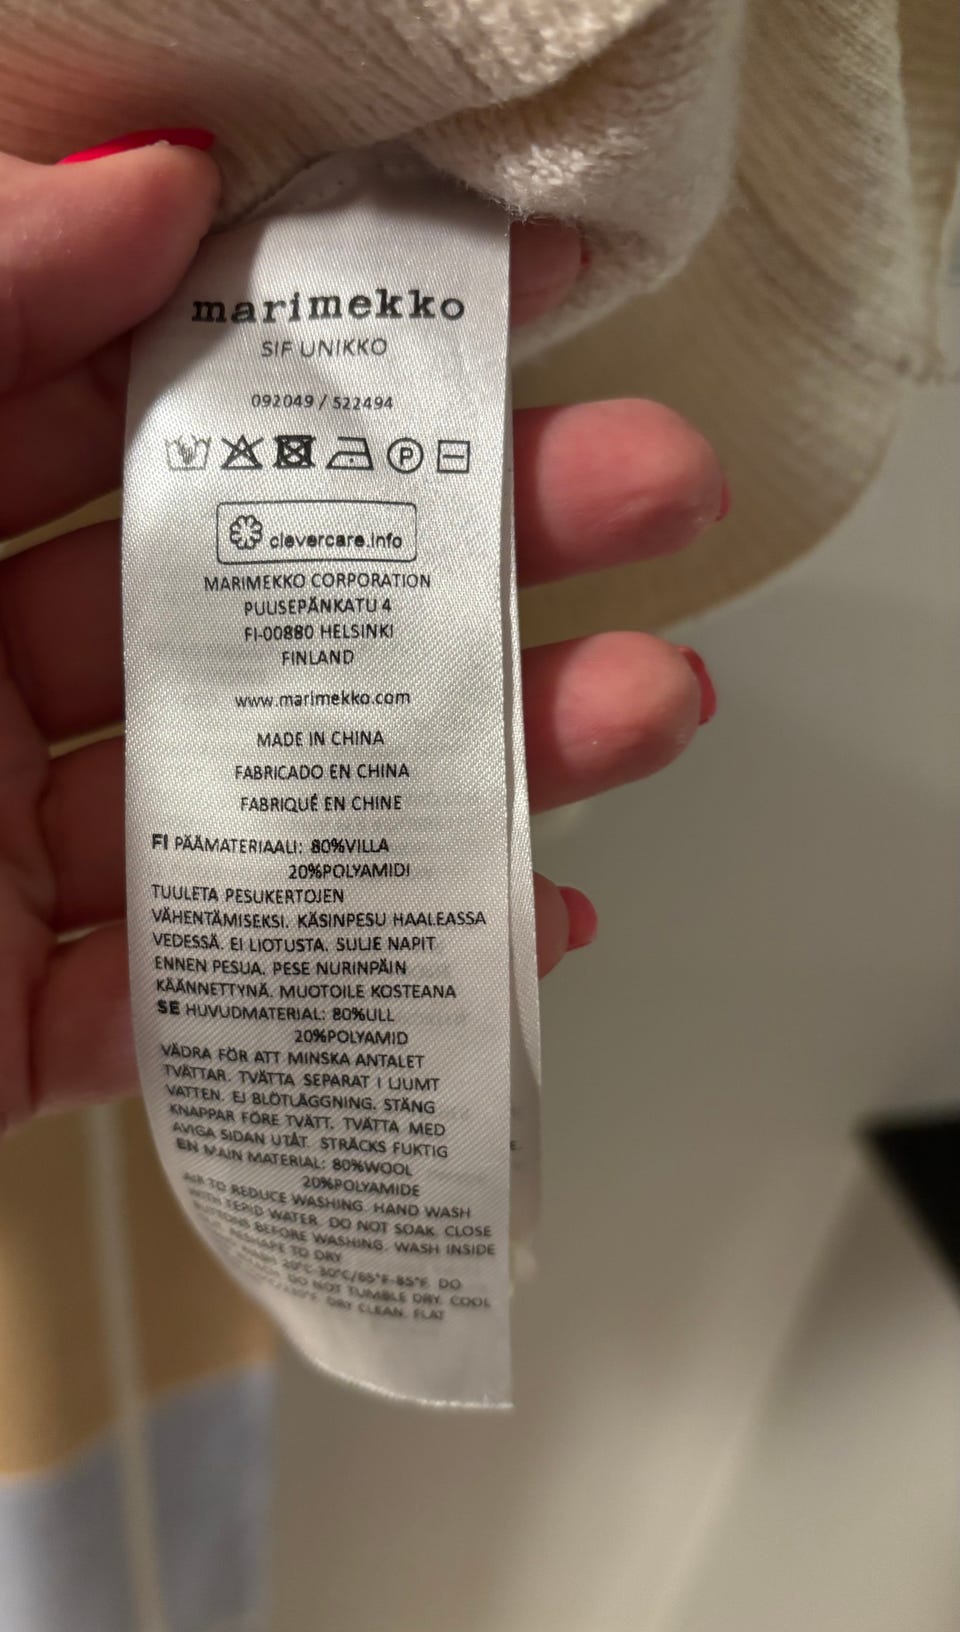 marimekko
SIF UNIKKO
092049 / 522494
P
clevercare.info
MARIMEKKO CORPORATION
PUUSEPÄNKATU 4
FI-00880 HELSINKI
FINLAND
www.marimekko.com
MADE IN CHINA
FABRICADO EN CHINA
FABRIQUÉ EN CHINE
FI PÄÄMATERIAALI: 80%VILLA
20%POLYAMIDI
TUULETA PESUKERTOJEN
VÄHENTÄMISEKSI. KÄSINPESU HAALEASSA
VEDESSÄ. EI LIOTUSTA. SULJE NAPIT
ENNEN PESUA. PESE NURINPÄIN
KÄÄNNETTYNÄ. MUOTOILE KOSTEANA
SE HUVUDMATERIAL: 80%ULL
20%POLYAMID
VÄDRA FÖR ATT MINSKA ANTALET
TVÄTTAR. TVÄTTA SEPARAT I LJUMT
VATTEN. EJ BLÖTLÄGGNING. STÄNG
KNAPPAR FÖRE TVÄTT. TVÄTTA MED
AVIGA SIDAN UTÅT. STRÄCKS FUKTIG
EN MAIN MATERIAL: 80%WOOL
20%POLYAMIDE
AIR TO REDUCE WASHING. HAND WASH
WITH TEPID WATER. DO NOT SOAK. CLOSE
BUTTONS BEFORE WASHING. WASH INSIDE
RESHAPE TO DRY
WASH 20°C-30°C/65°F-85°F. DO
DO NOT TUMBLE DRY. COOL
DRY CLEAN. FLAT